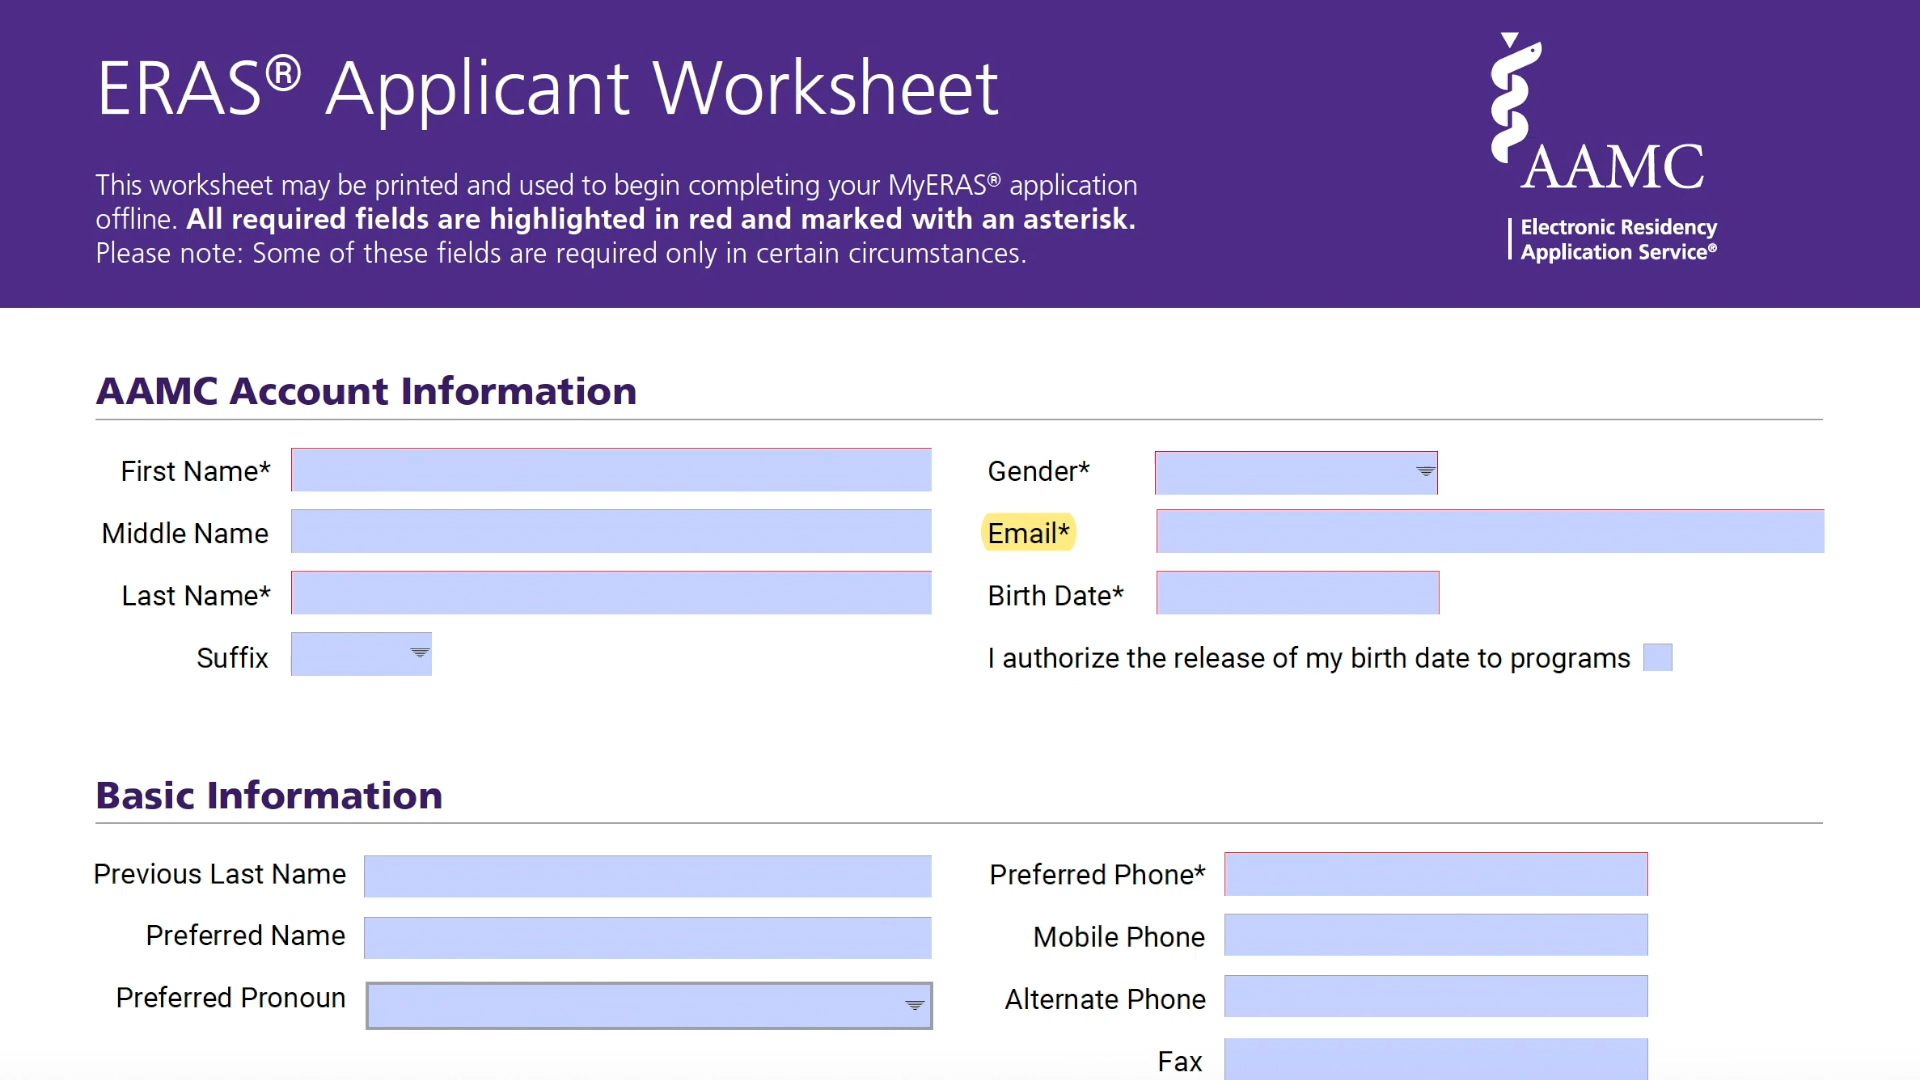 ERAS® Applicant Worksheet
This worksheet may be printed and used to begin completing your MyERAS® application
offline. All required fields are highlighted in red and marked with an asterisk.
Please note: Some of these fields are required only in certain circumstances.
AAMC
Electronic Residency
Application Service®
AAMC Account Information
First Name*
Middle Name
Last Name*
Suffix
Gender*
Email*
Birth Date*
I authorize the release of my birth date to programs
Basic Information
Previous Last Name
Preferred Name
Preferred Pronoun
Preferred Phone*
Mobile Phone
Alternate Phone
Fax